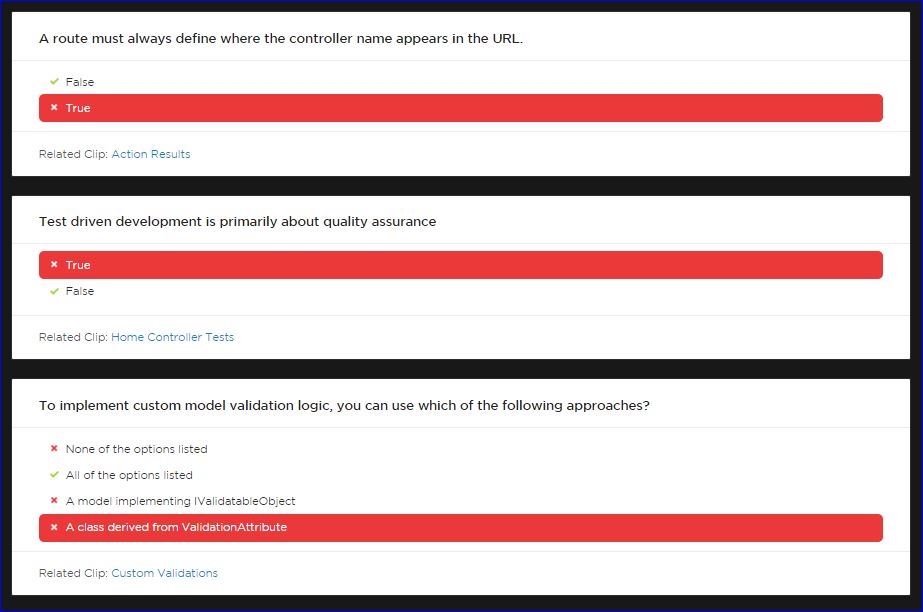 A route must always define where the controller name appears in the URL.
False
True
Related Clip: Action Results
Test driven development is primarily about quality assurance
True
False
Related Clip: Home Controller Tests
To implement custom model validation logic, you can use which of the following approaches?
None of the options listed
All of the options listed
A model implementing IValidatableObject
A class derived from ValidationAttribute
Related Clip: Custom Validations